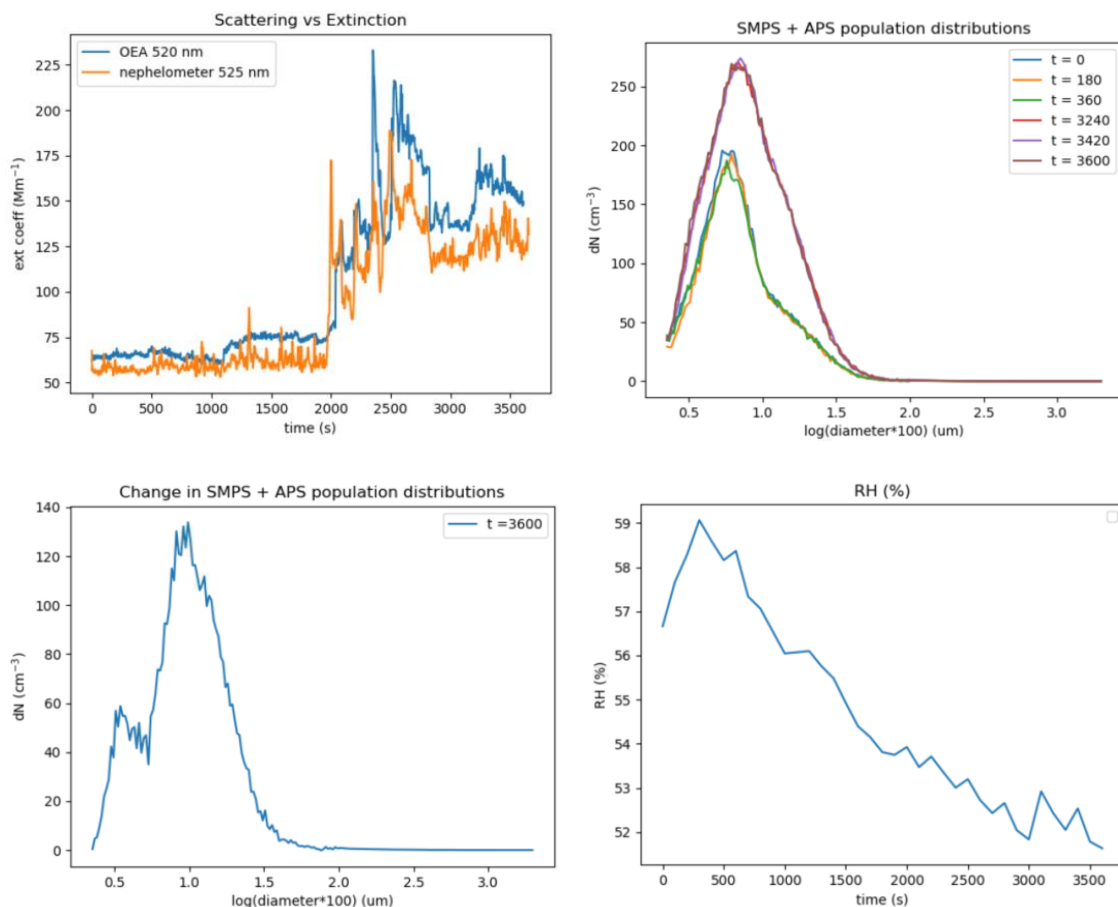 Scattering vs Extinction
OEA 520 nm
nephelometer 525 nm
ext coeff (Mm⁻¹)
225
200
175
150
125
100
75
50
0 500 1000 1500 2000 2500 3000 3500
time (s)
SMPS + APS population distributions
t = 0
t = 180
t = 360
t = 3240
t = 3420
t = 3600
dN (cm⁻³)
250
200
150
100
50
0
0.5 1.0 1.5 2.0 2.5 3.0
log(diameter*100) (um)
Change in SMPS + APS population distributions
t =3600
dN (cm⁻³)
140
120
100
80
60
40
20
0
0.5 1.0 1.5 2.0 2.5 3.0
log(diameter*100) (um)
RH (%)
RH (%)
59
58
57
56
55
54
53
52
0 500 1000 1500 2000 2500 3000 3500
time (s)